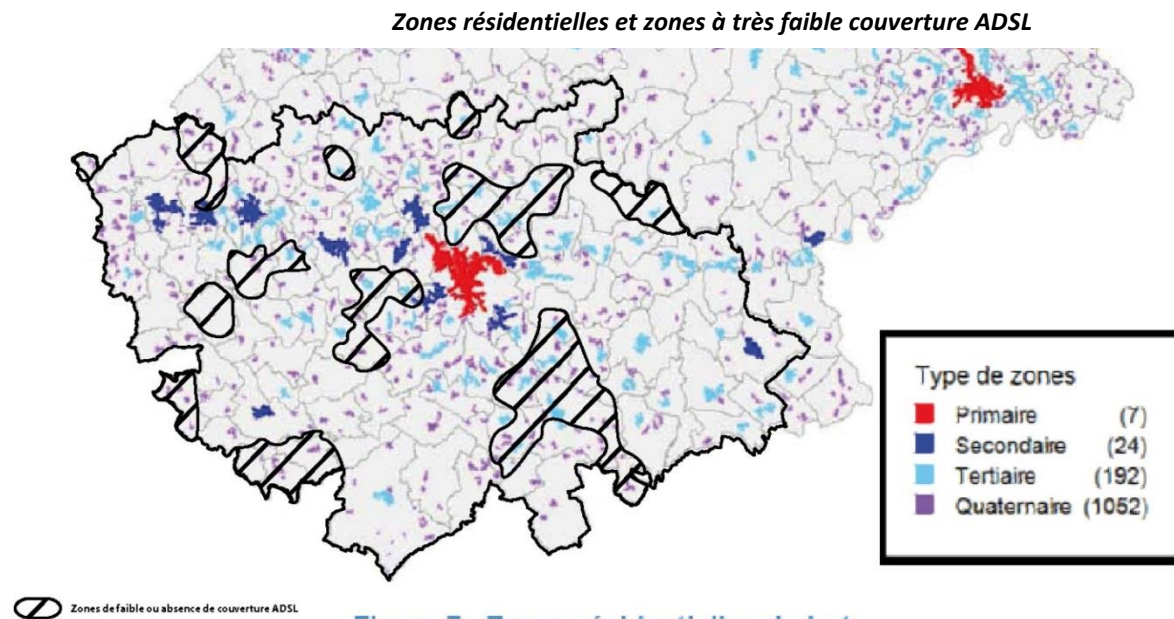 Zones résidentielles et zones à très faible couverture ADSL
Type de zones
Primaire (7)
Secondaire (24)
Tertiaire (192)
Quaternaire (1052)
Zones de faible ou absence de couverture ADSL